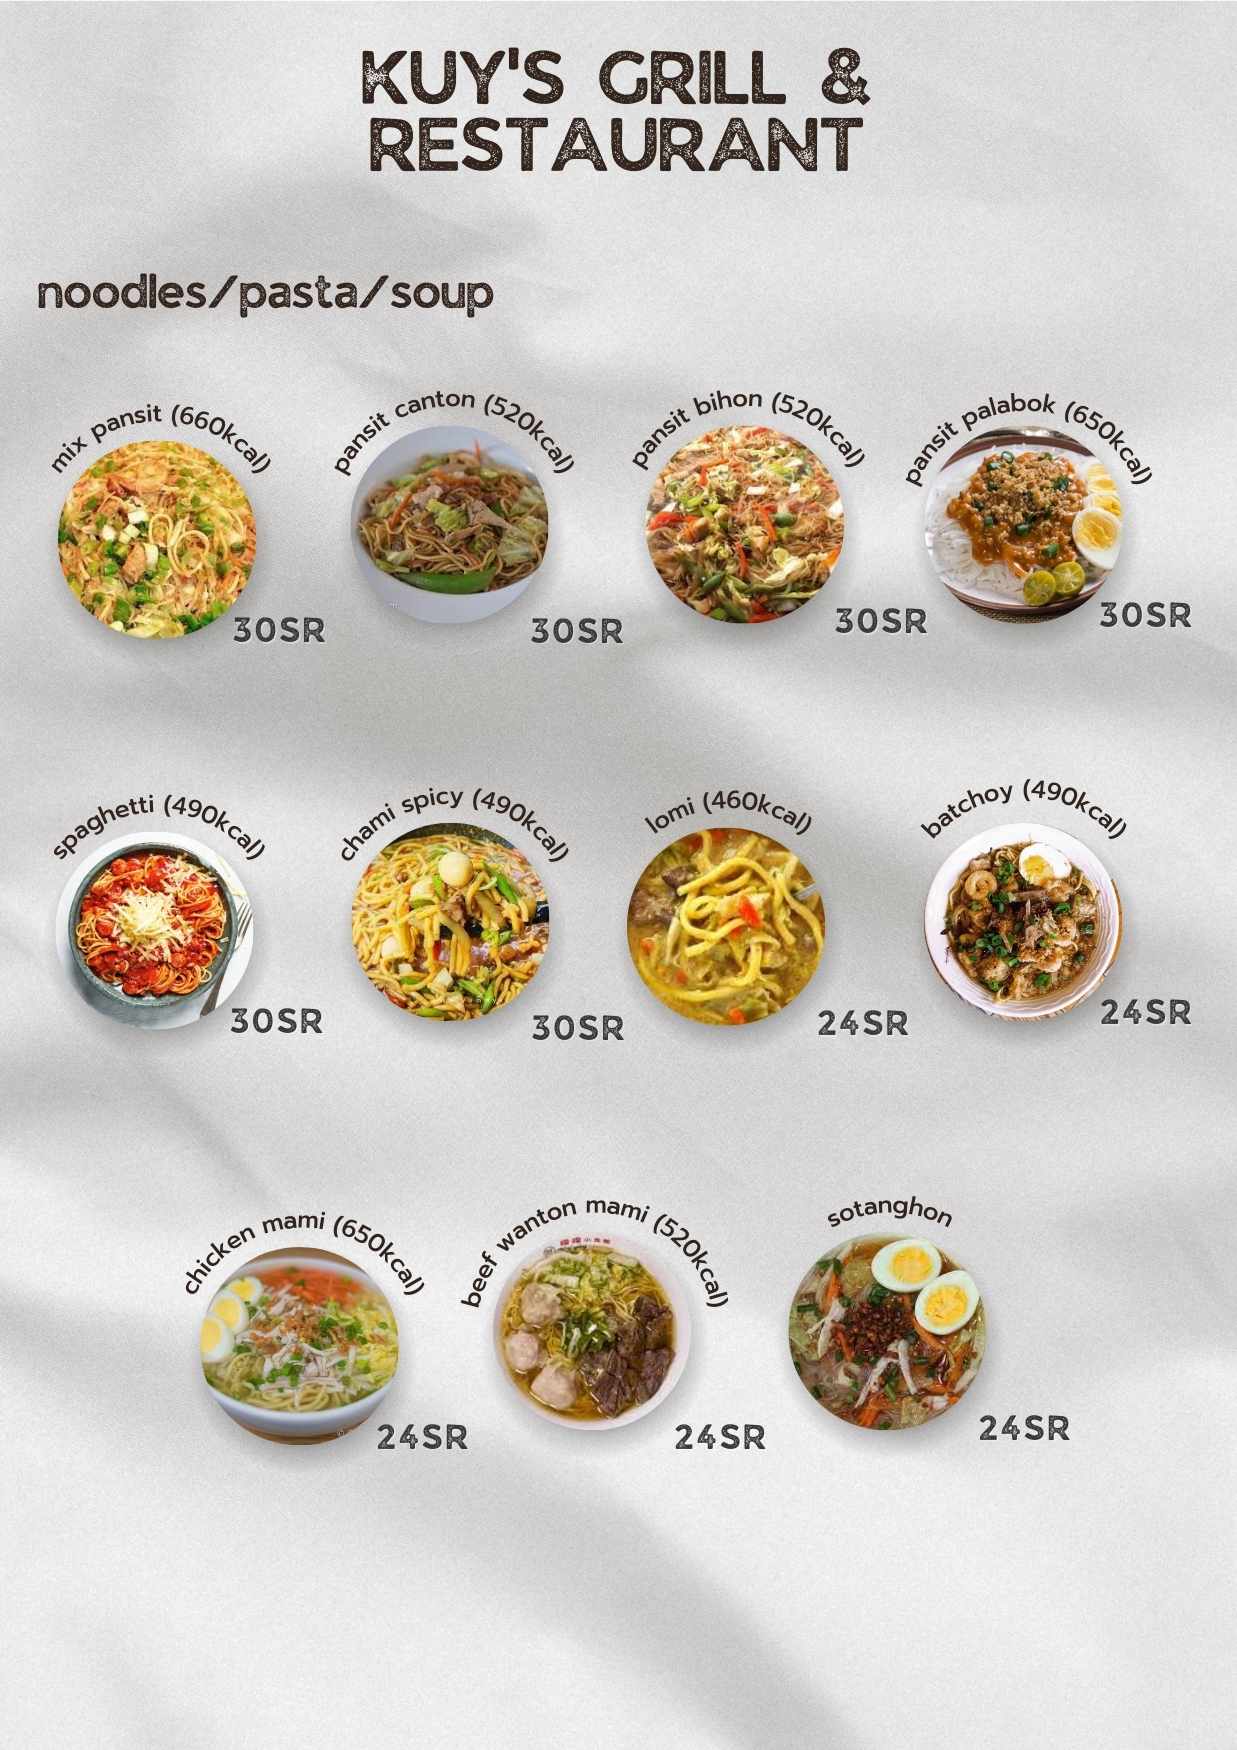 KUY'S GRILL &
RESTAURANT
noodles/pasta/soup
mix pansit (660kcal)
30SR
pansit canton (520kcal)
30SR
pansit bihon (520kcal)
30SR
pansit palabok (650kcal)
30SR
spaghetti (490kcal)
30SR
chami spicy (490kcal)
30SR
lomi (460kcal)
24SR
batchoy (490kcal)
24SR
chicken mami (650kcal)
24SR
beef wanton mami (520kcal)
24SR
sotanghon
24SR